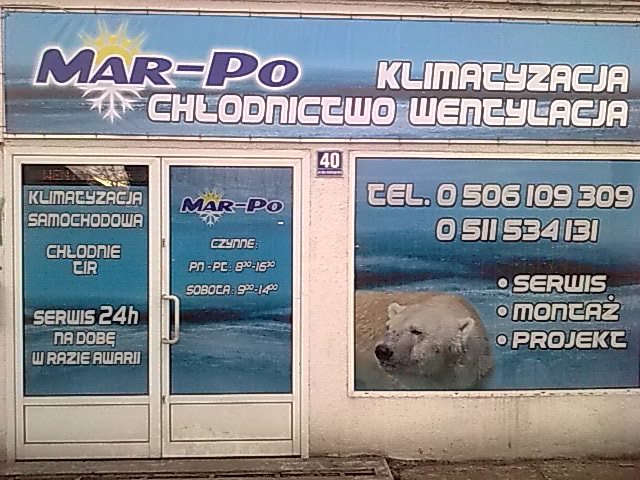 MAR-PO
KLIMATYZACJA
CHŁODNICTWO WENTYLACJA
40
KLIMATYZACJA
SAMOCHODOWA
CHŁODNIE
TIR
SERWIS 24h
NA DOBĘ
W RAZIE AWARII
MAR-PO
CZYNNE:
PN - PT: 8³⁰-16³⁰
SOBOTA: 9⁰⁰-14⁰⁰
TEL. 0 506 109 309
0 511 534 131
• SERWIS
• MONTAŻ
• PROJEKT